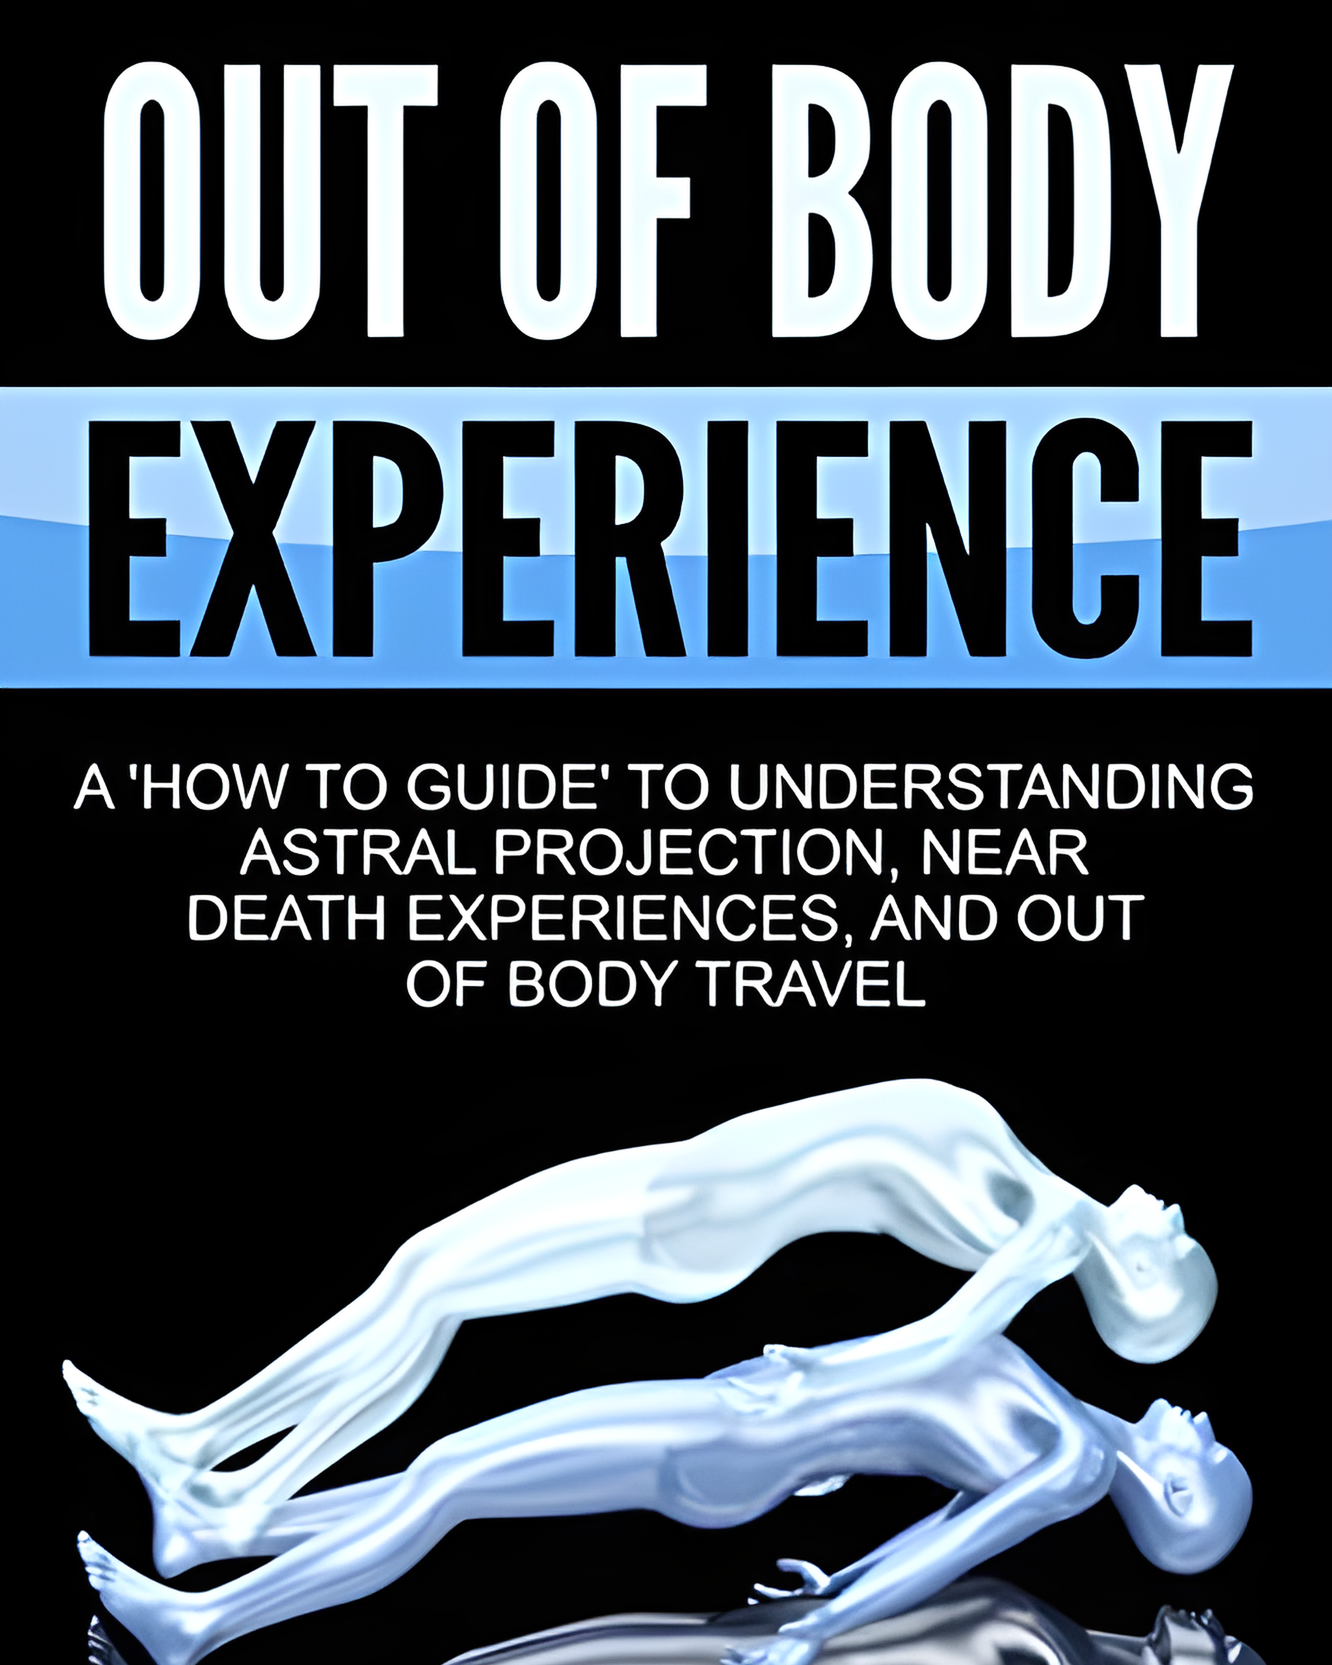 OUT OF BODY
EXPERIENCE
A 'HOW TO GUIDE' TO UNDERSTANDING
ASTRAL PROJECTION, NEAR
DEATH EXPERIENCES, AND OUT
OF BODY TRAVEL